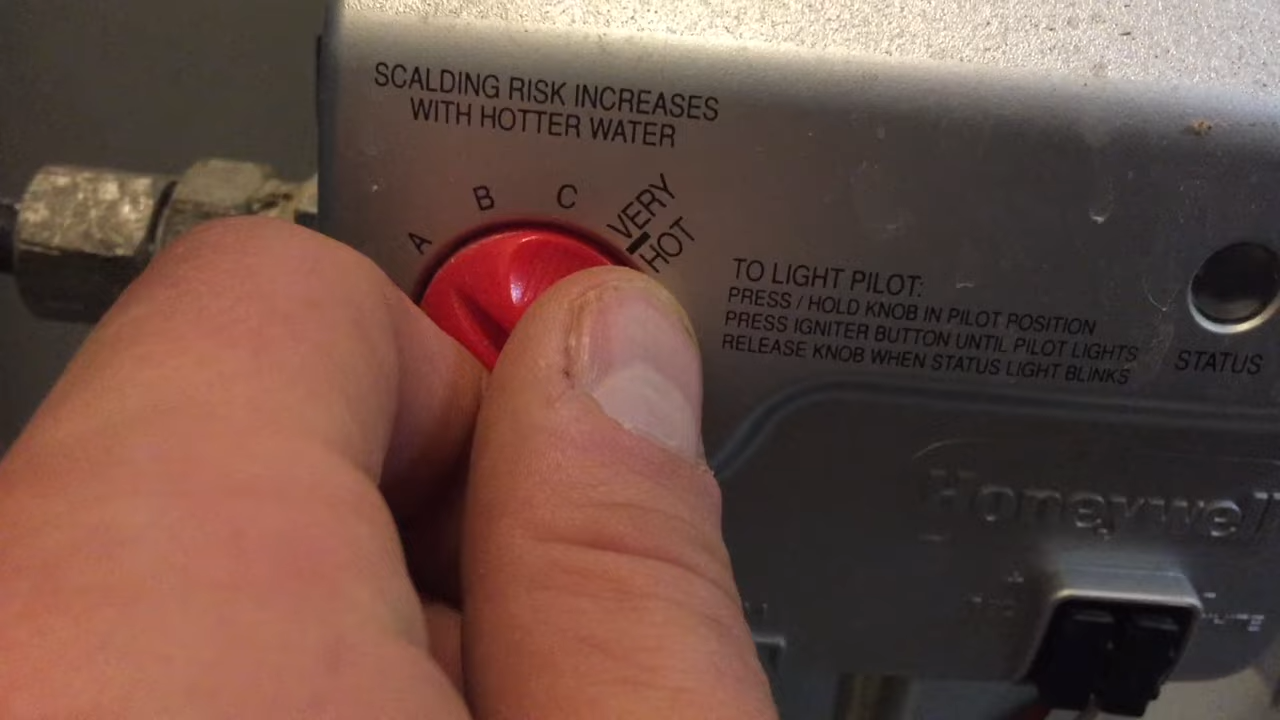 SCALDING RISK INCREASES
WITH HOTTER WATER
A
B
C
VERY
HOT
TO LIGHT PILOT:
PRESS / HOLD KNOB IN PILOT POSITION
PRESS IGNITER BUTTON UNTIL PILOT LIGHTS
RELEASE KNOB WHEN STATUS LIGHT BLINKS
STATUS
Honeywell